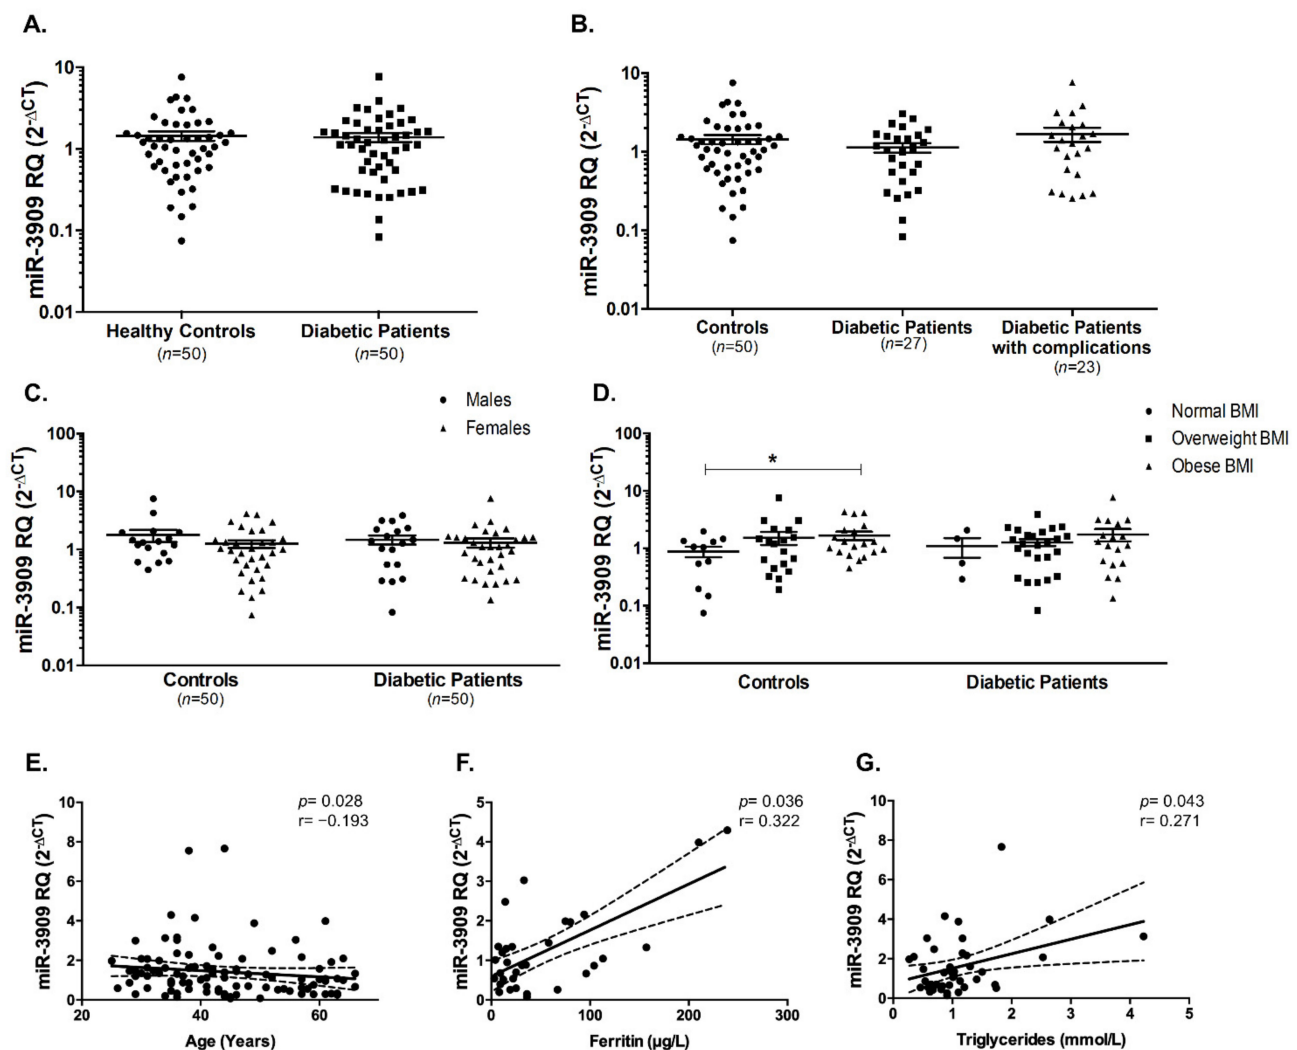 A.
miR-3909 RQ (2-ΔCT)
10
1
0.1
0.01
Healthy Controls
(n=50)
Diabetic Patients
(n=50)
B.
miR-3909 RQ (2-ΔCT)
10
1
0.1
0.01
Controls
(n=50)
Diabetic Patients
(n=27)
Diabetic Patients
with complications
(n=23)
C.
Males
Females
miR-3909 RQ (2-ΔCT)
100
10
1
0.1
0.01
Controls
(n=50)
Diabetic Patients
(n=50)
D.
Normal BMI
Overweight BMI
Obese BMI
miR-3909 RQ (2-ΔCT)
100
10
1
0.1
0.01
*
Controls
Diabetic Patients
E.
p= 0.028
r= −0.193
miR-3909 RQ (2-ΔCT)
10
8
6
4
2
0
20
40
60
Age (Years)
F.
p= 0.036
r= 0.322
miR-3909 RQ (2-ΔCT)
5
4
3
2
1
0
0
100
200
300
Ferritin (µg/L)
G.
p= 0.043
r= 0.271
miR-3909 RQ (2-ΔCT)
10
8
6
4
2
0
0
1
2
3
4
5
Triglycerides (mmol/L)